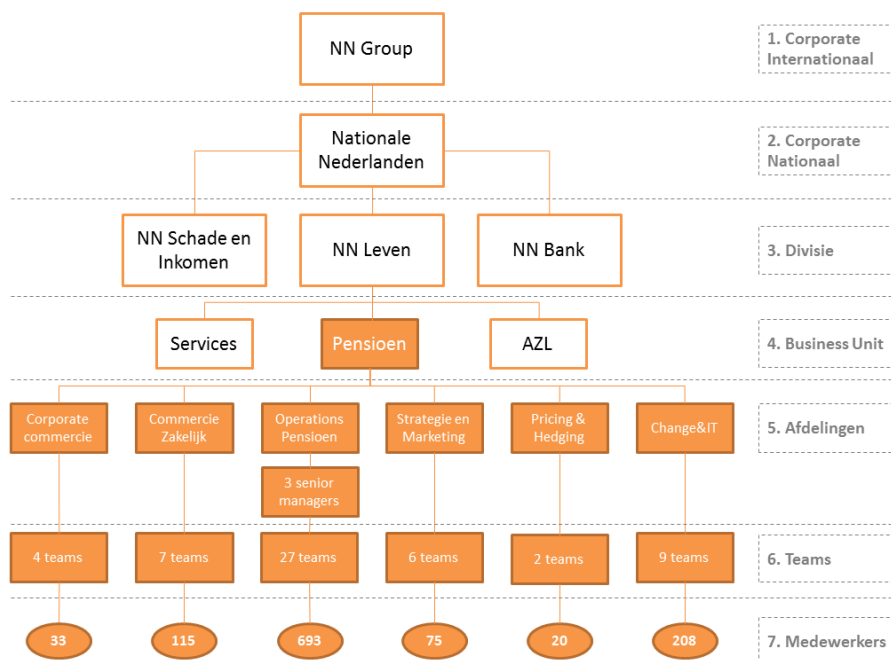 NN Group
1. Corporate
Internationaal
Nationale
Nederlanden
2. Corporate
Nationaal
NN Schade en
Inkomen
NN Leven
NN Bank
3. Divisie
Services
Pensioen
AZL
4. Business Unit
Corporate
commercie
Commercie
Zakelijk
Operations
Pensioen
Strategie en
Marketing
Pricing &
Hedging
Change&IT
5. Afdelingen
3 senior
managers
4 teams
7 teams
27 teams
6 teams
2 teams
9 teams
6. Teams
33
115
693
75
20
208
7. Medewerkers